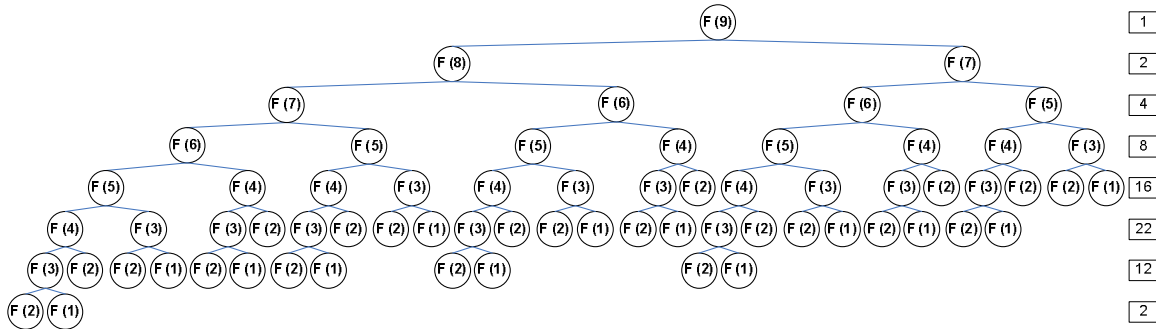 F (9) 1
F (8) F (7) 2
F (7) F (6) F (6) F (5) 4
F (6) F (5) F (5) F (4) F (5) F (4) F (4) F (3) 8
F (5) F (4) F (4) F (3) F (4) F (3) F (3) F (2) F (4) F (3) F (3) F (2) F (3) F (2) F (2) F (1) 16
F (4) F (3) F (3) F (2) F (3) F (2) F (2) F (1) F (3) F (2) F (2) F (1) F (2) F (1) F (3) F (2) F (2) F (1) F (2) F (1) F (2) F (1) 22
F (3) F (2) F (2) F (1) F (2) F (1) F (2) F (1) F (2) F (1) F (2) F (1) 12
F (2) F (1) 2